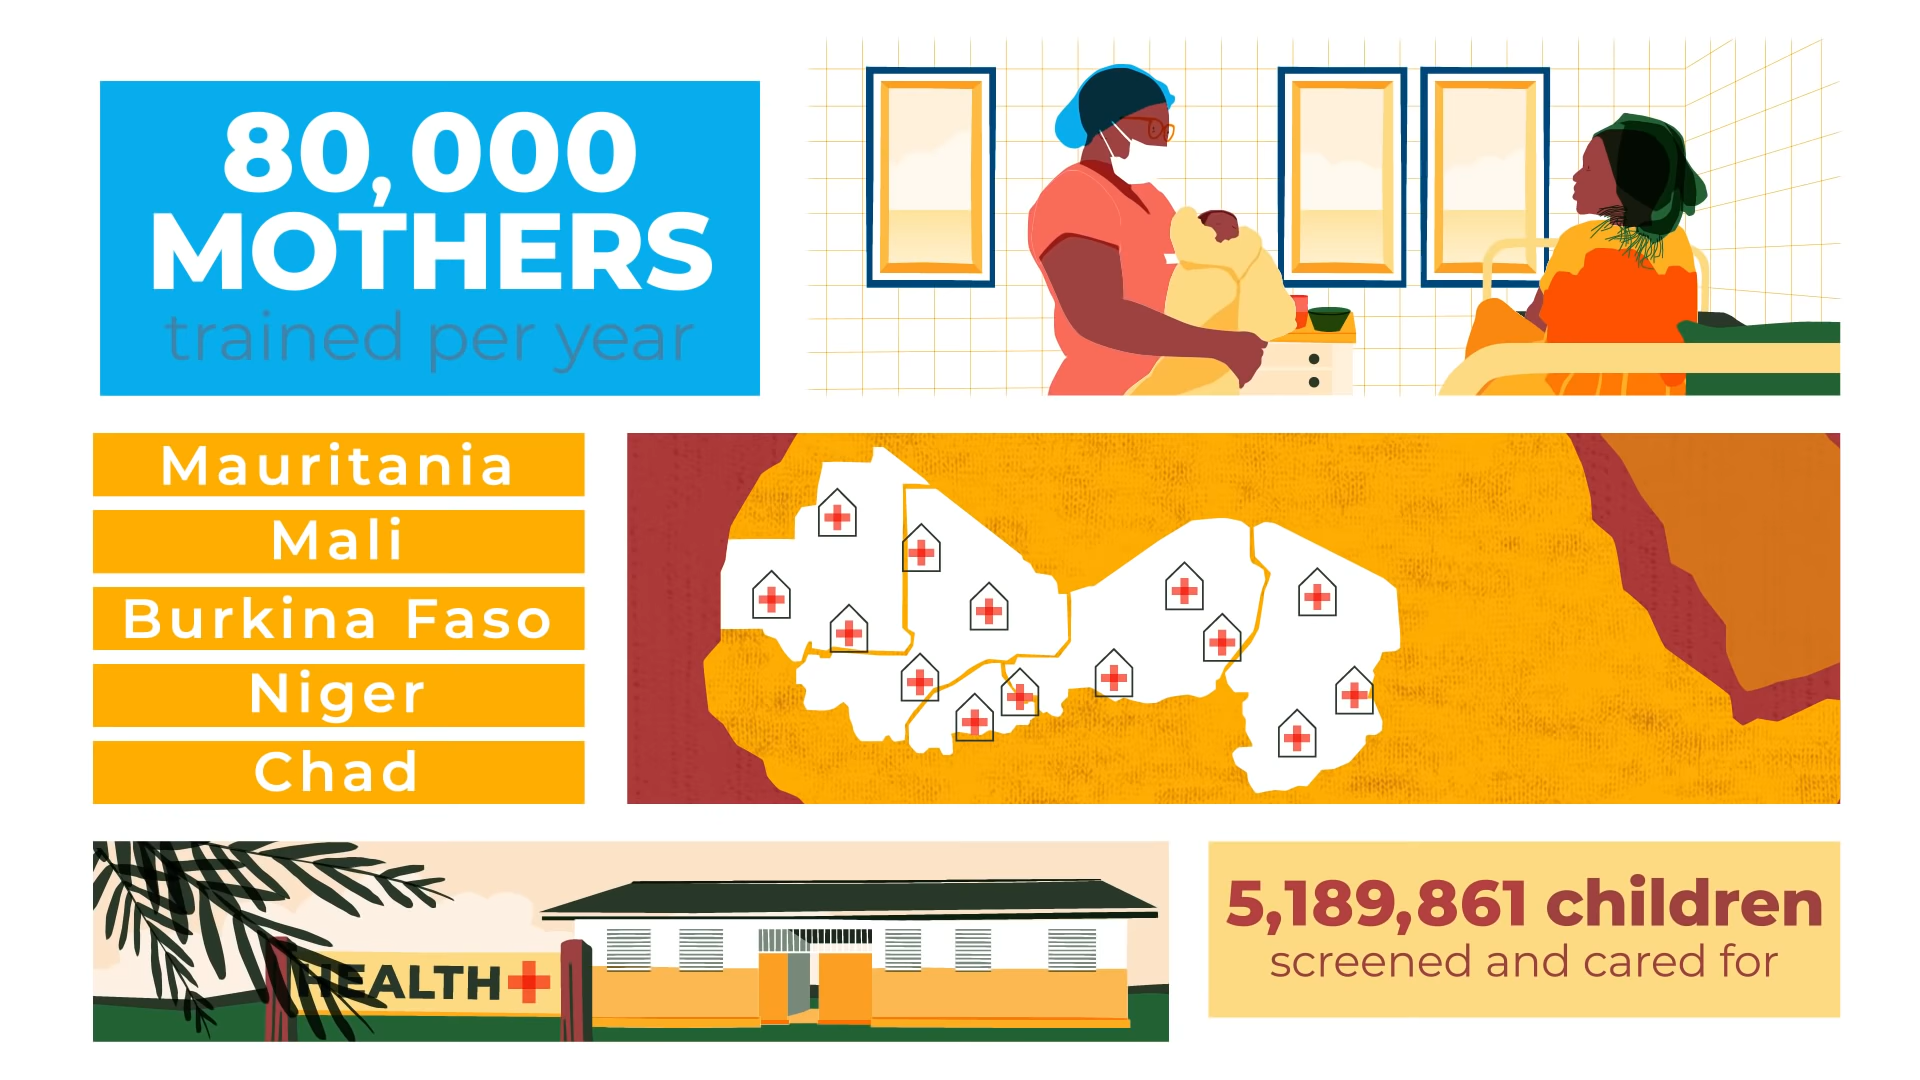 80,000
MOTHERS
trained per year
Mauritania
Mali
Burkina Faso
Niger
Chad
HEALTH
5,189,861 children
screened and cared for